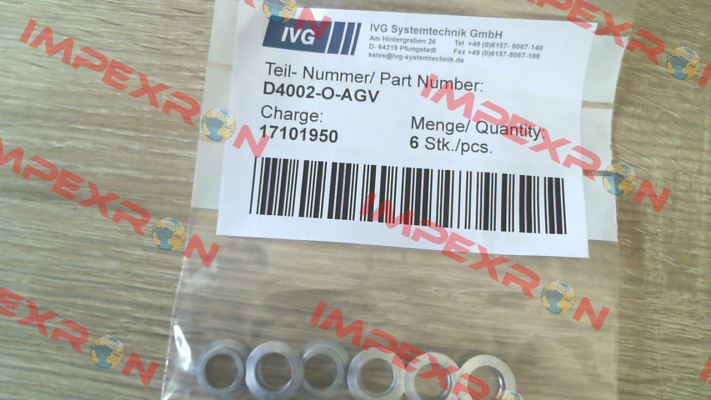 IVG
IVG Systemtechnik GmbH
Am Hintergraben 26
D- 64319 Pfungstadt
sales@ivg-systemtechnik.de
Tel +49 (0)6157- 8087-140
Fax +49 (0)6157-8087-188
Teil- Nummer/ Part Number:
D4002-O-AGV
Charge:
17101950
Menge/ Quantity:
6 Stk./pcs.
IMPEXRON
IMPEXRON
IMPEXRON
IMPEXRON
IMPEXRON
IMPEXRON